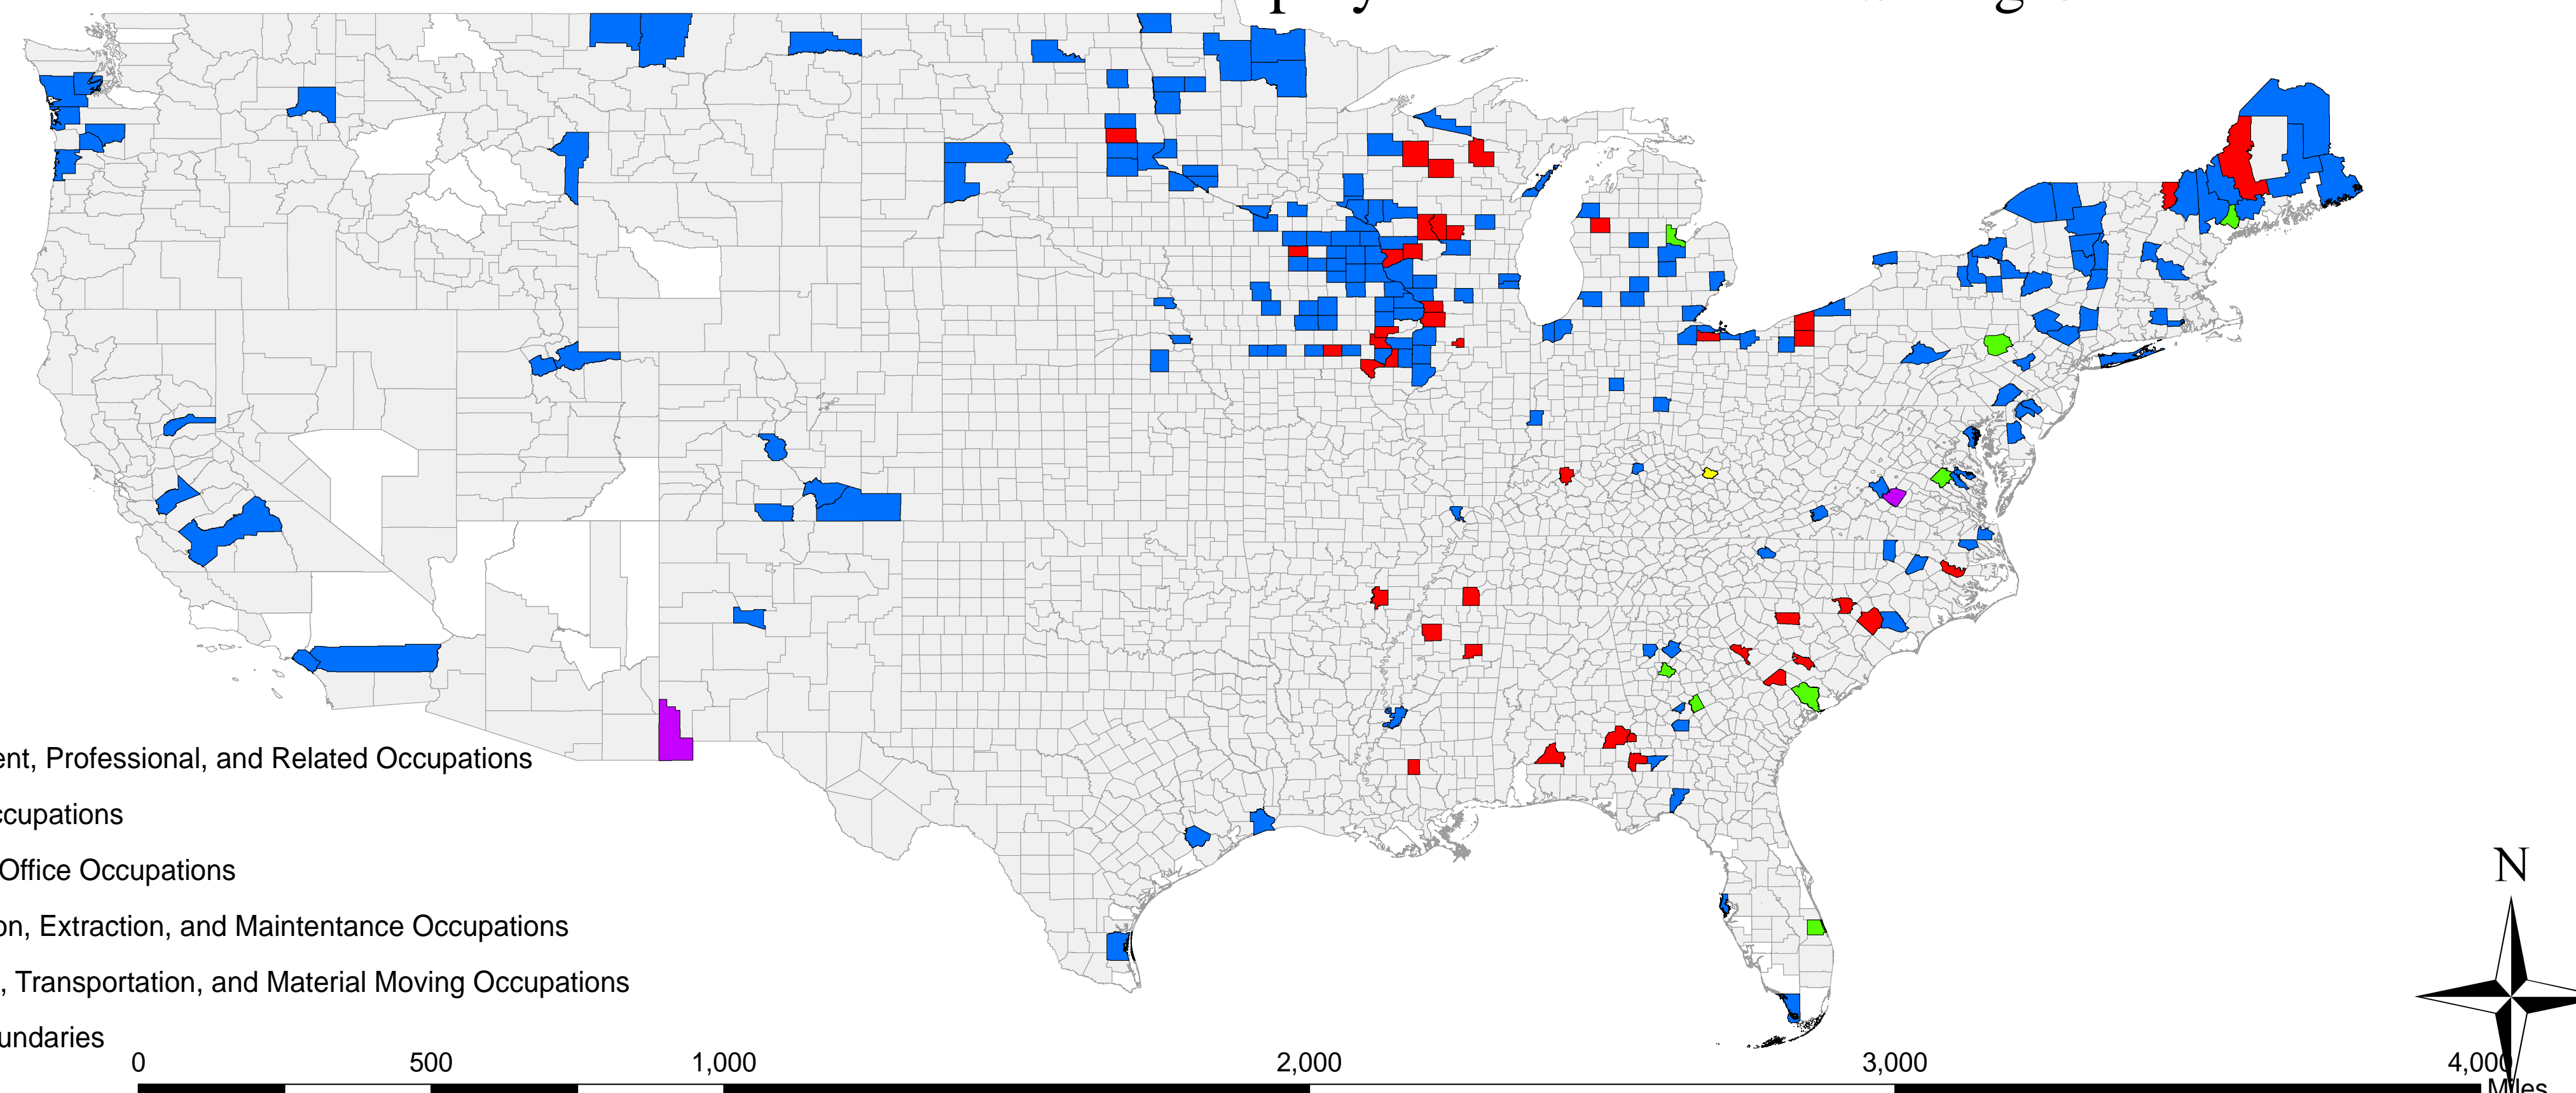 ent, Professional, and Related Occupations
ccupations
Office Occupations
on, Extraction, and Maintentance Occupations
, Transportation, and Material Moving Occupations
undaries
N
0 500 1,000 2,000 3,000 4,000
Miles